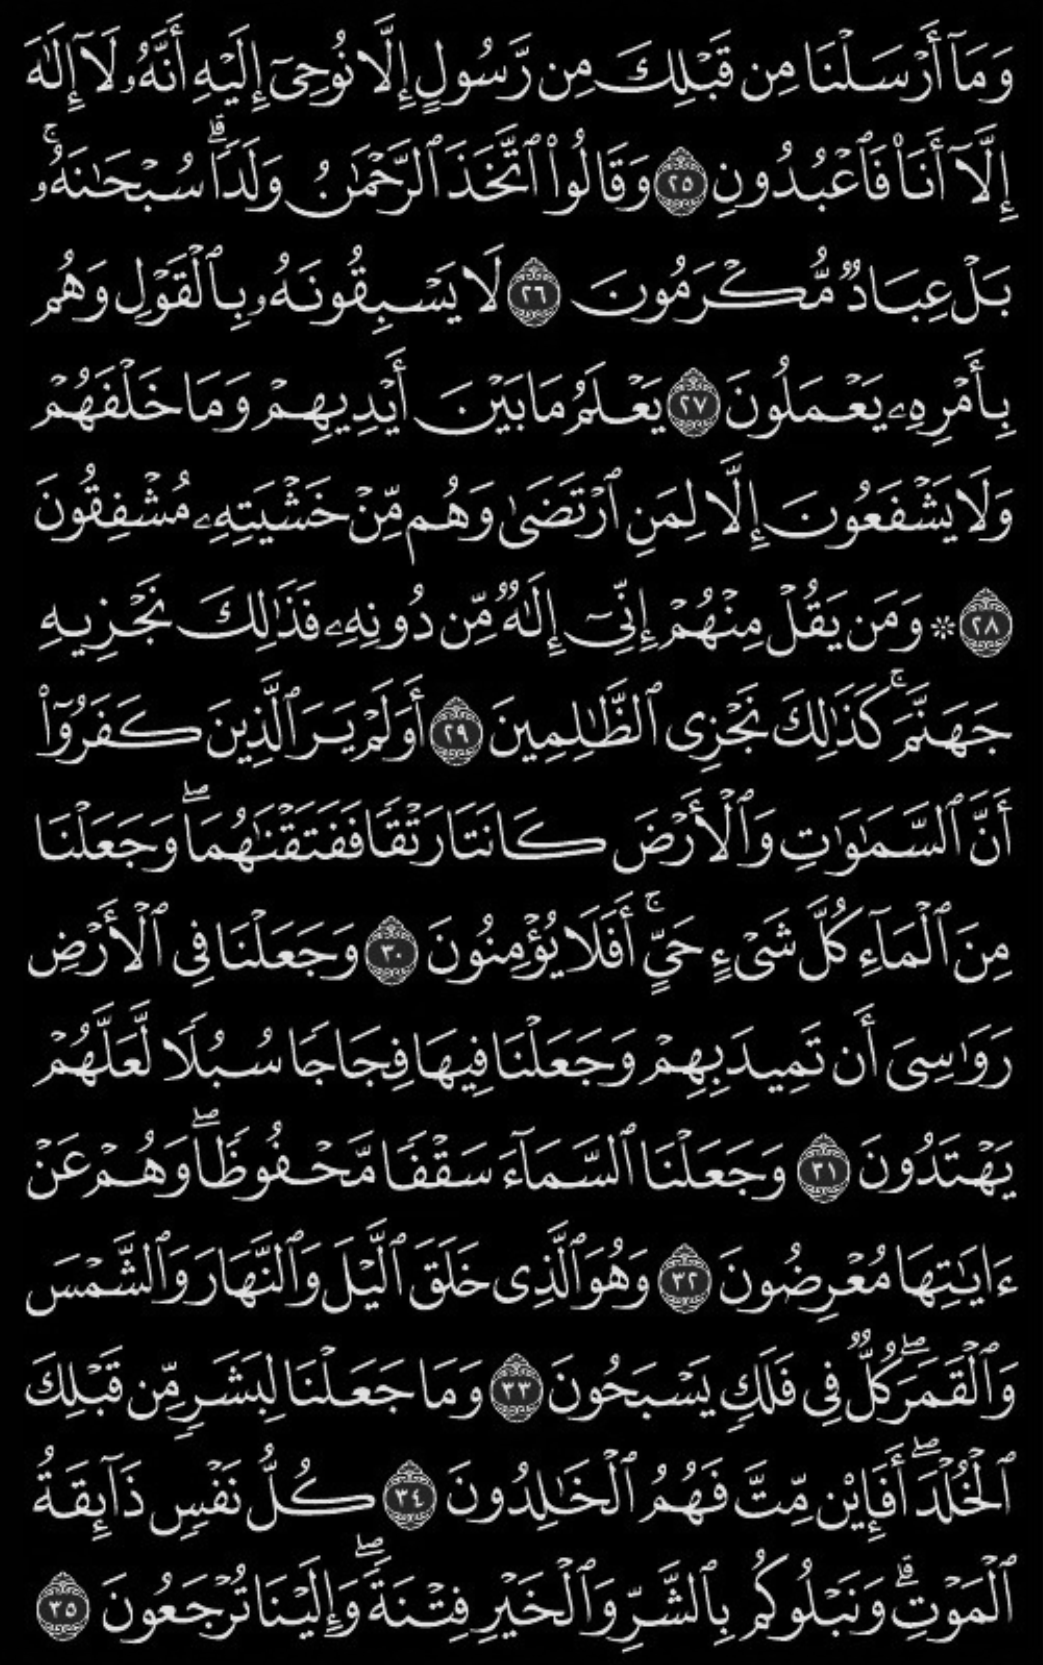 وَمَآ أَرْسَلْنَا مِن قَبْلِكَ مِن رَّسُولٍ إِلَّا نُوحِىٓ إِلَيْهِ أَنَّهُۥ لَآ إِلَٰهَ
إِلَّآ أَنَا۠ فَٱعْبُدُونِ ٢٥ وَقَالُوا۟ ٱتَّخَذَ ٱلرَّحْمَٰنُ وَلَدًا ۗ سُبْحَٰنَهُۥ ۚ
بَلْ عِبَادٌ مُّكْرَمُونَ ٢٦ لَا يَسْبِقُونَهُۥ بِٱلْقَوْلِ وَهُم
بِأَمْرِهِۦ يَعْمَلُونَ ٢٧ يَعْلَمُ مَا بَيْنَ أَيْدِيهِمْ وَمَا خَلْفَهُمْ
وَلَا يَشْفَعُونَ إِلَّا لِمَنِ ٱرْتَضَىٰ وَهُم مِّنْ خَشْيَتِهِۦ مُشْفِقُونَ
٢٨ ۞ وَمَن يَقُلْ مِنْهُمْ إِنِّىٓ إِلَٰهٌ مِّن دُونِهِۦ فَذَٰلِكَ نَجْزِيهِ
جَهَنَّمَ ۚ كَذَٰلِكَ نَجْزِى ٱلظَّٰلِمِينَ ٢٩ أَوَلَمْ يَرَ ٱلَّذِينَ كَفَرُوٓا۟
أَنَّ ٱلسَّمَٰوَٰتِ وَٱلْأَرْضَ كَانَتَا رَتْقًا فَفَتَقْنَٰهُمَا ۖ وَجَعَلْنَا
مِنَ ٱلْمَآءِ كُلَّ شَىْءٍ حَىٍّ ۚ أَفَلَا يُؤْمِنُونَ ٣٠ وَجَعَلْنَا فِى ٱلْأَرْضِ
رَوَٰسِىَ أَن تَمِيدَ بِهِمْ وَجَعَلْنَا فِيهَا فِجَاجًا سُبُلًا لَّعَلَّهُمْ
يَهْتَدُونَ ٣١ وَجَعَلْنَا ٱلسَّمَآءَ سَقْفًا مَّحْفُوظًا ۖ وَهُمْ عَنْ
ءَايَٰتِهَا مُعْرِضُونَ ٣٢ وَهُوَ ٱلَّذِى خَلَقَ ٱلَّيْلَ وَٱلنَّهَارَ وَٱلشَّمْسَ
وَٱلْقَمَرَ ۖ كُلٌّ فِى فَلَكٍ يَسْبَحُونَ ٣٣ وَمَا جَعَلْنَا لِبَشَرٍ مِّن قَبْلِكَ
ٱلْخُلْدَ ۖ أَفَإِي۟ن مِّتَّ فَهُمُ ٱلْخَٰلِدُونَ ٣٤ كُلُّ نَفْسٍ ذَآئِقَةُ
ٱلْمَوْتِ ۗ وَنَبْلُوكُم بِٱلشَّرِّ وَٱلْخَيْرِ فِتْنَةً ۖ وَإِلَيْنَا تُرْجَعُونَ ٣٥